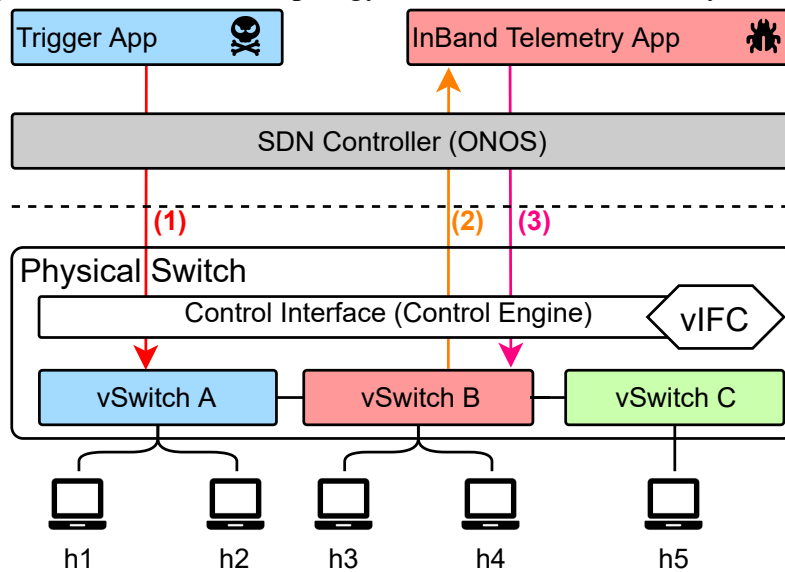 Trigger App
InBand Telemetry App
SDN Controller (ONOS)
(1)
(2)
(3)
Physical Switch
Control Interface (Control Engine)
vIFC
vSwitch A
vSwitch B
vSwitch C
h1
h2
h3
h4
h5